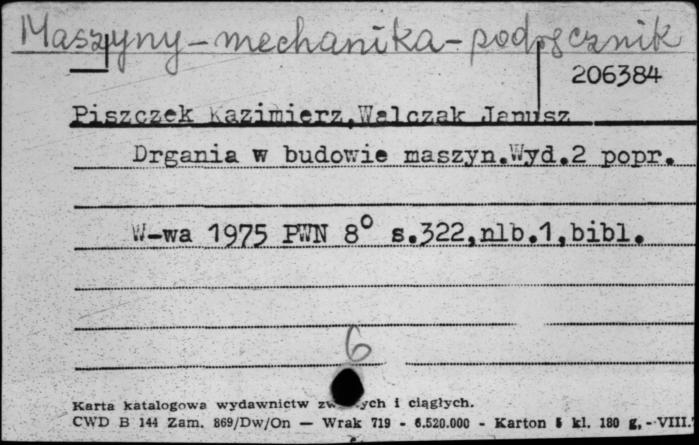 Maszyny - mechanika - podręcznik
206384
Piszczek Kazimierz, Walczak Janusz
Drgania w budowie maszyn. Wyd. 2 popr.
W-wa 1975 PWN 8° s.322, nlb.1, bibl.
6
Karta katalogowa wydawnictw i ciągłych.
CWD B 144 Zam. 869/Dw/On — Wrak 719 - 6.520.000 - Karton kl. 180 g, - VIII.